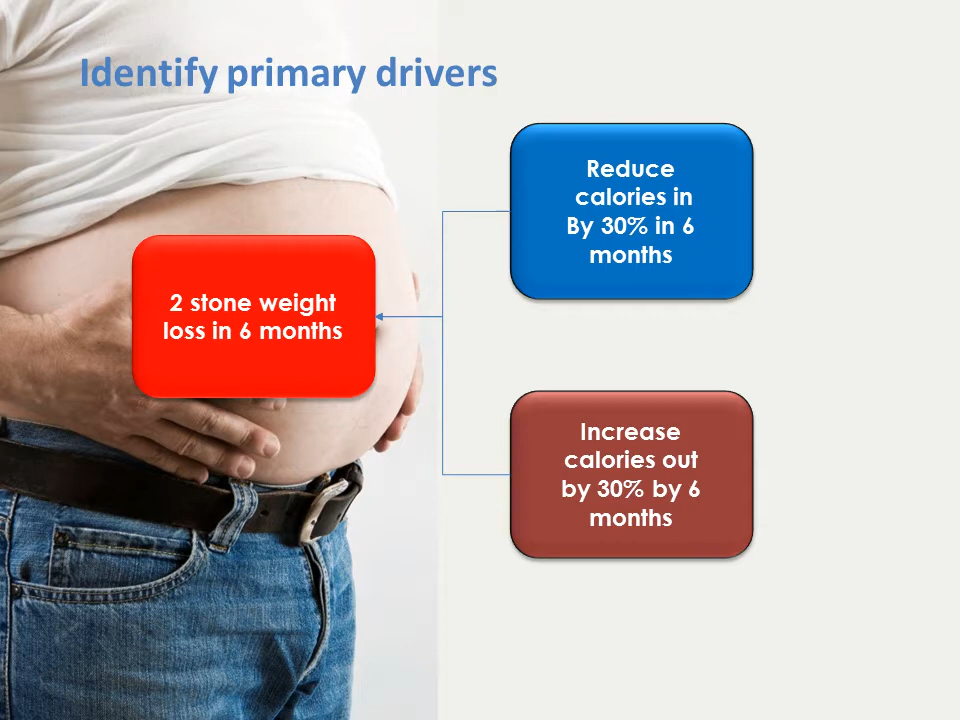 Identify primary drivers
Reduce
calories in
By 30% in 6
months
2 stone weight
loss in 6 months
Increase
calories out
by 30% by 6
months